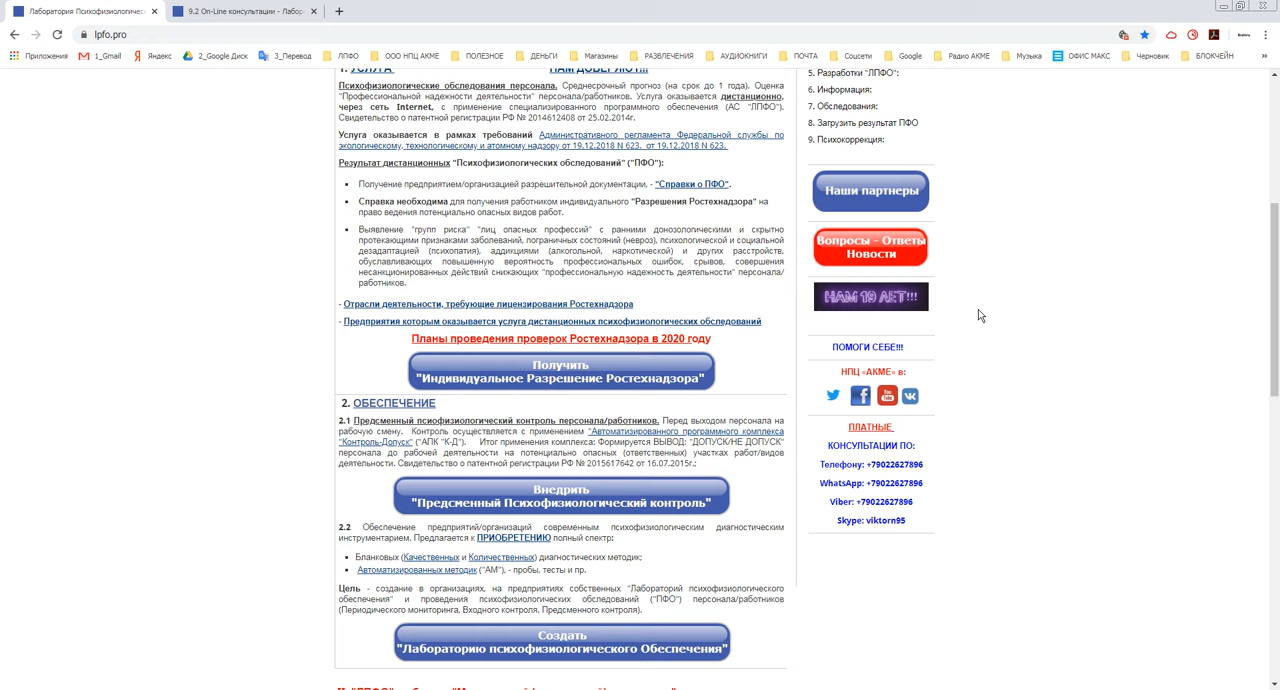 Лаборатория Психофизиологичес
9.2 On-Line консультации - Лабор
lpfo.pro
Приложения
1_Gmail
Яндекс
2_Google Диск
3_Перевод
ЛПФО
ООО НПЦ АКМЕ
ПОЛЕЗНОЕ
ДЕНЬГИ
Магазины
РАЗВЛЕЧЕНИЯ
АУДИОКНИГИ
ПОЧТА
Соцсети
Google
Радио АКМЕ
Музыка
ОФИС МАКС
Черновик
БЛОКЧЕЙН
1. УСЛУГА НАМ ДОВЕРЯЮТ!!!
Психофизиологические обследования персонала. Среднесрочный прогноз (на срок до 1 года). Оценка
"Профессиональной надежности деятельности" персонала/работников. Услуга оказывается дистанционно,
через сеть Internet, с применение специализированного программного обеспечения (АС "ЛПФО").
Свидетельство о патентной регистрации РФ № 2014612408 от 25.02.2014г.
Услуга оказывается в рамках требований Административного регламента Федеральной службы по
экологическому, технологическому и атомному надзору от 19.12.2018 N 623. от 19.12.2018 N 623.
Результат дистанционных "Психофизиологических обследований" ("ПФО"):
Получение предприятием/организацией разрешительной документации, - "Справки о ПФО".
Справка необходима для получения работником индивидуального "Разрешения Ростехнадзора" на
право ведения потенциально опасных видов работ.
Выявление "групп риска" "лиц опасных профессий" с ранними донозологическими и скрытно
протекающими признаками заболеваний, пограничных состояний (невроз), психологической и социальной
дезадаптацией (психопатия), аддикциями (алкогольной, наркотической) и других расстройств,
обуславливающих повышенную вероятность профессиональных ошибок, срывов, совершения
несанкционированных действий снижающих "профессиональную надежность деятельности" персонала/
работников.
- Отрасли деятельности, требующие лицензирования Ростехнадзора
- Предприятия которым оказывается услуга дистанционных психофизиологических обследований
Планы проведения проверок Ростехнадзора в 2020 году
Получить
"Индивидуальное Разрешение Ростехнадзора"
2. ОБЕСПЕЧЕНИЕ
2.1 Предсменный психофизиологический контроль персонала/работников. Перед выходом персонала на
рабочую смену. Контроль осуществляется с применением "Автоматизированного программного комплекса
"Контроль-Допуск" ("АПК "К-Д"). Итог применения комплекса: Формируется ВЫВОД: "ДОПУСК/НЕ ДОПУСК"
персонала до рабочей деятельности на потенциально опасных (ответственных) участках работ/видов
деятельности. Свидетельство о патентной регистрации РФ № 2015617642 от 16.07.2015г.;
Внедрить
"Предсменный Психофизиологический контроль"
2.2 Обеспечение предприятий/организаций современным психофизиологическим диагностическим
инструментарием. Предлагается к ПРИОБРЕТЕНИЮ полный спектр:
Бланковых (Качественных и Количественных) диагностических методик;
Автоматизированных методик ("АМ"), - пробы, тесты и пр.
Цель - создание в организациях, на предприятиях собственных "Лабораторий психофизиологического
обеспечения" и проведения психофизиологических обследований ("ПФО") персонала/работников
(Периодического мониторинга, Входного контроля, Предсменного контроля).
Создать
"Лабораторию психофизиологического Обеспечения"
5. Разработки "ЛПФО":
6. Информация:
7. Обследования:
8. Загрузить результат ПФО
9. Психокоррекция:
Наши партнеры
Вопросы - Ответы
Новости
НАМ 19 ЛЕТ!!!
ПОМОГИ СЕБЕ!!!
НПЦ «АКМЕ» в:
You
Tube
ПЛАТНЫЕ
КОНСУЛЬТАЦИИ ПО:
Телефону: +79022627896
WhatsApp: +79022627896
Viber: +79022627896
Skype: viktorn95